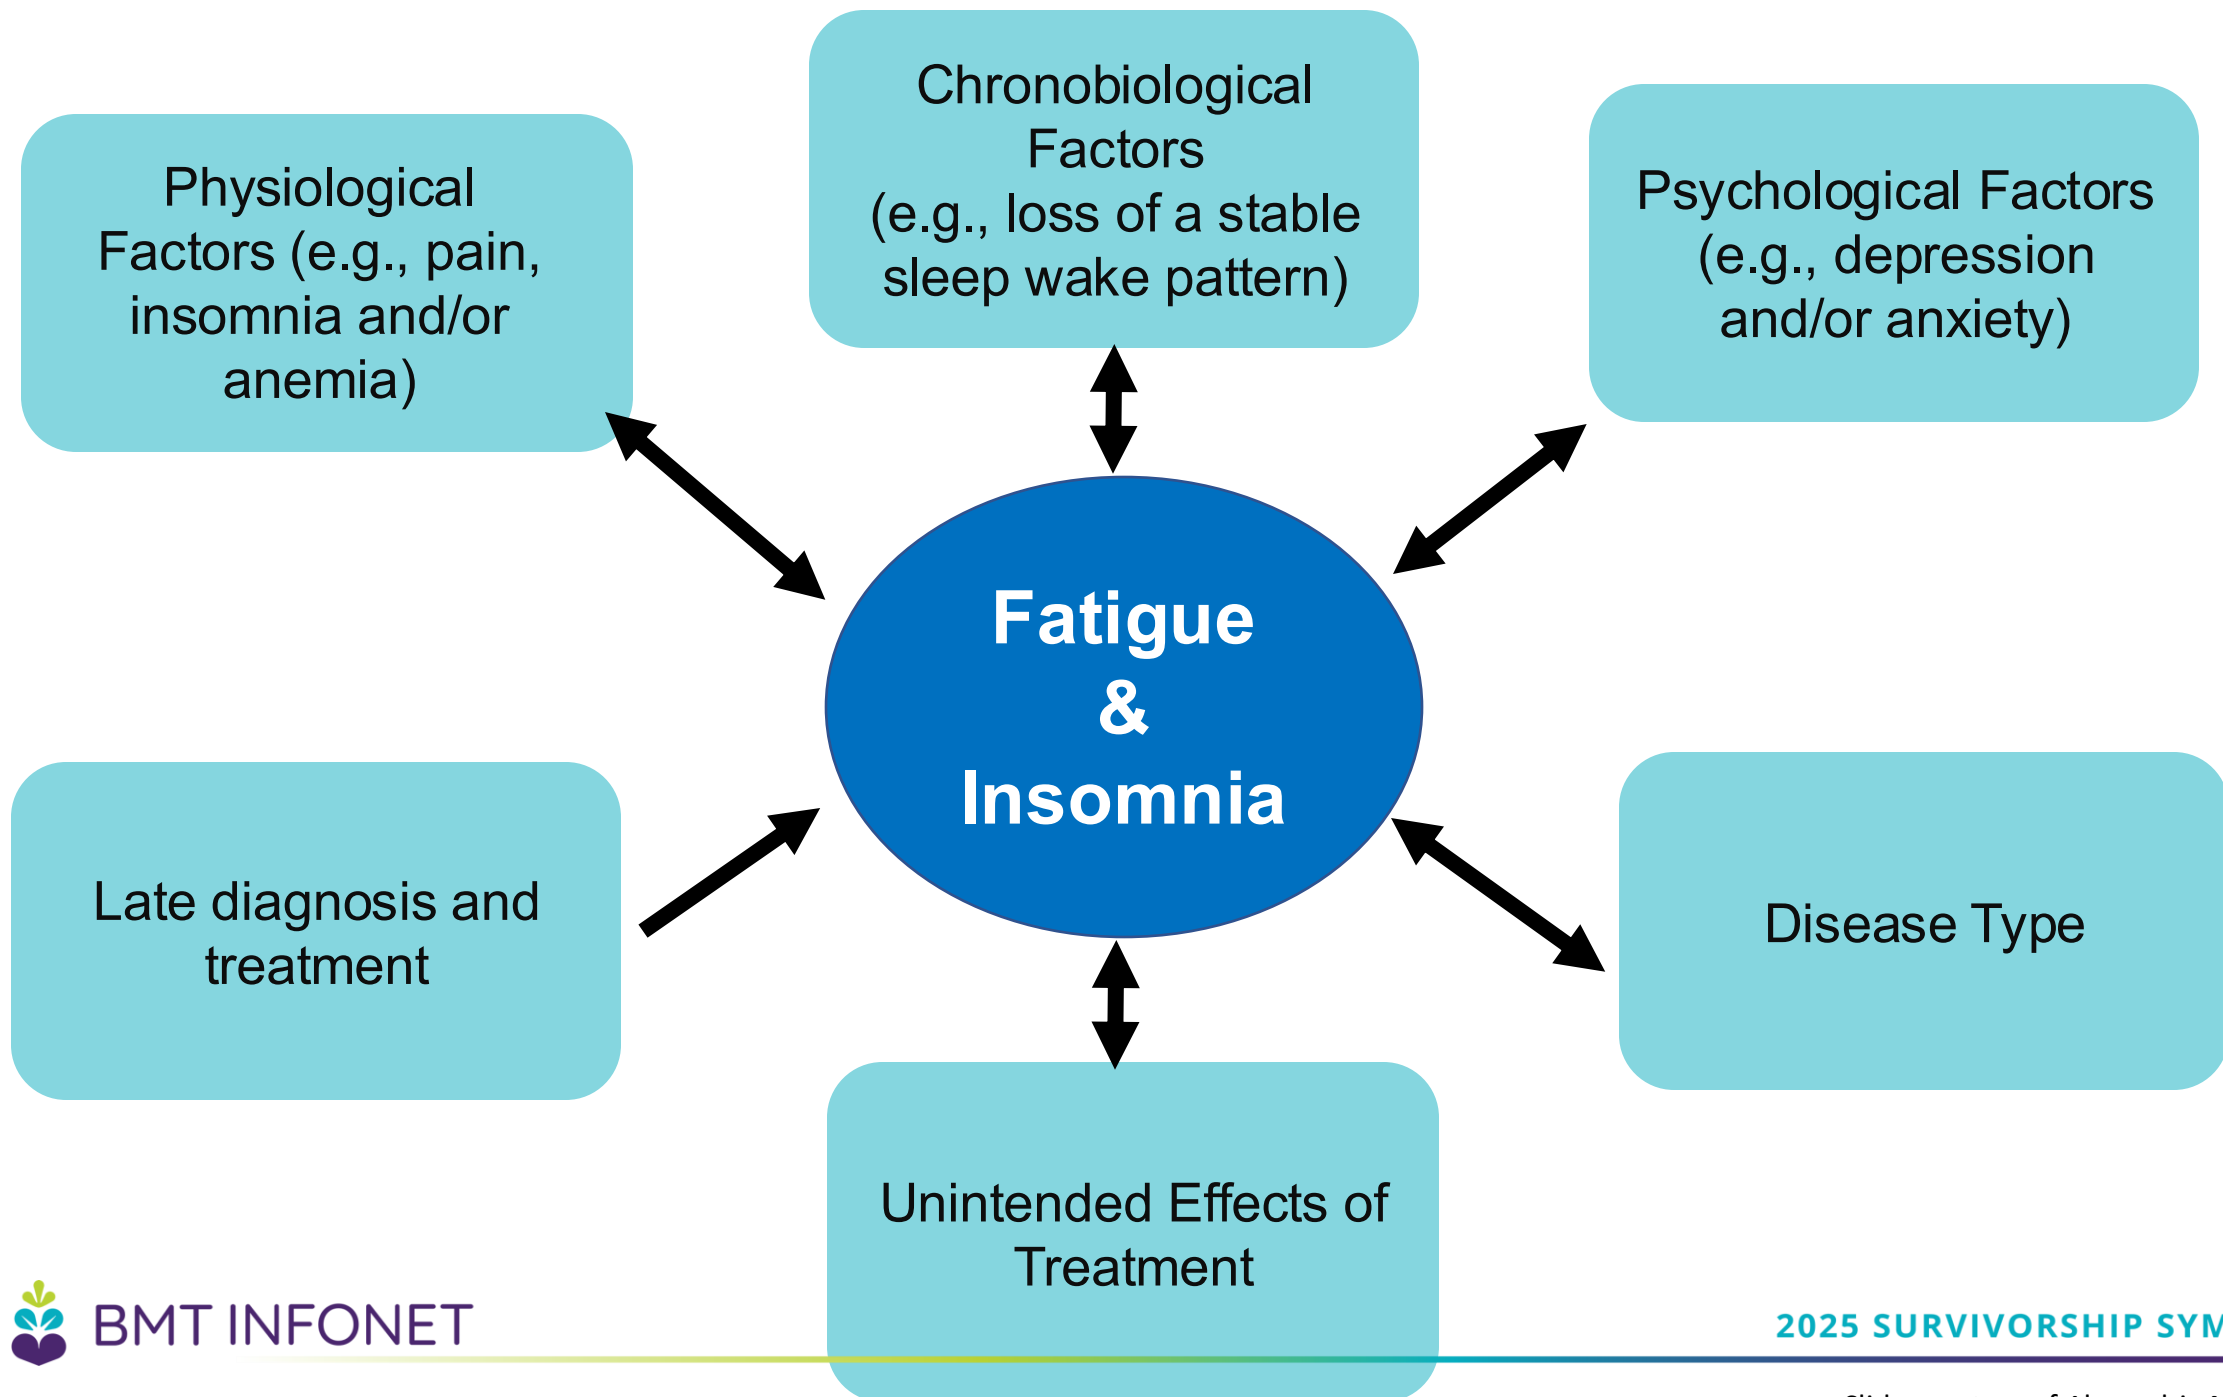 Chronobiological
Factors
(e.g., loss of a stable
sleep wake pattern)
Physiological
Factors (e.g., pain,
insomnia and/or
anemia)
Psychological Factors
(e.g., depression
and/or anxiety)
Fatigue
&
Insomnia
Late diagnosis and
treatment
Disease Type
Unintended Effects of
Treatment
BMT INFONET
2025 SURVIVORSHIP